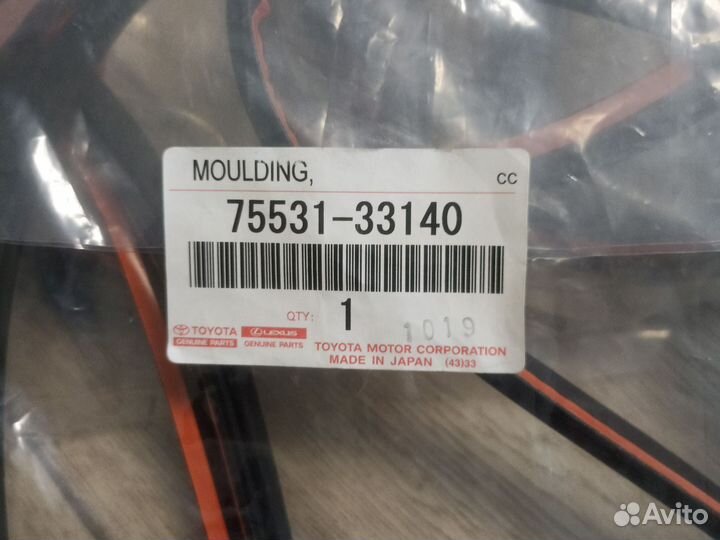 MOULDING,
CC
75531-33140
QTY: 1
1019
TOYOTA LEXUS
GENUINE PARTS GENUINE PARTS
TOYOTA MOTOR CORPORATION
MADE IN JAPAN (43)33
Avito